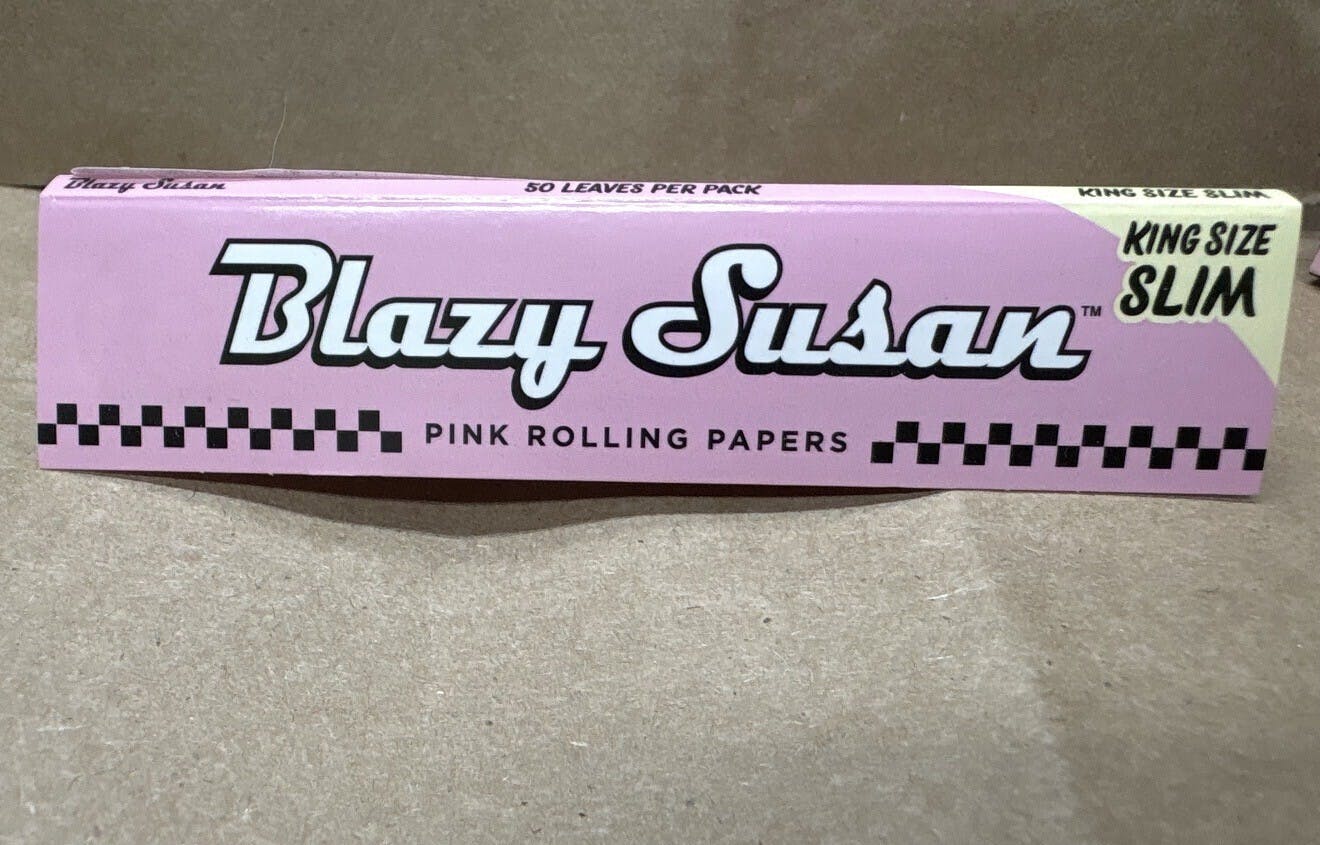 Blazy Susan
50 LEAVES PER PACK
KING SIZE SLIM
KING SIZE
SLIM
Blazy Susan™
PINK ROLLING PAPERS